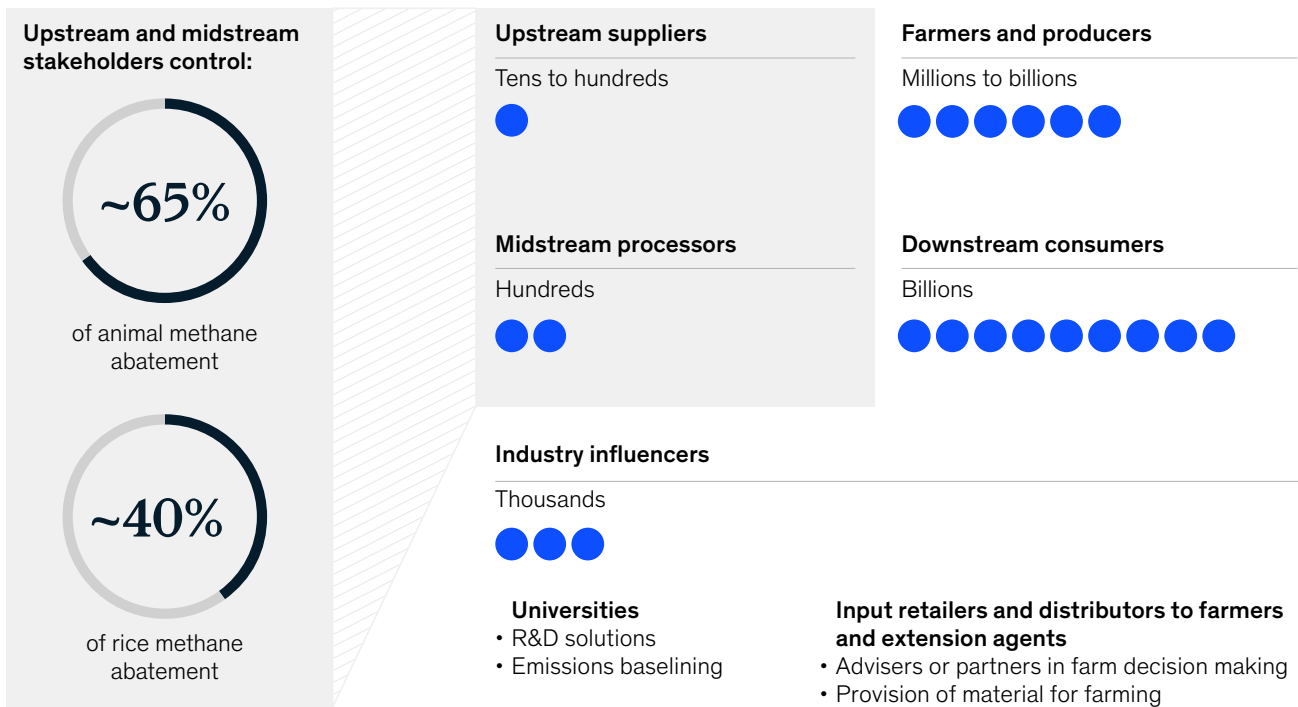 Upstream and midstream
stakeholders control:
~65%
of animal methane
abatement
~40%
of rice methane
abatement
Upstream suppliers
Tens to hundreds
Farmers and producers
Millions to billions
Midstream processors
Hundreds
Downstream consumers
Billions
Industry influencers
Thousands
Universities
• R&D solutions
• Emissions baselining
Input retailers and distributors to farmers
and extension agents
• Advisers or partners in farm decision making
• Provision of material for farming